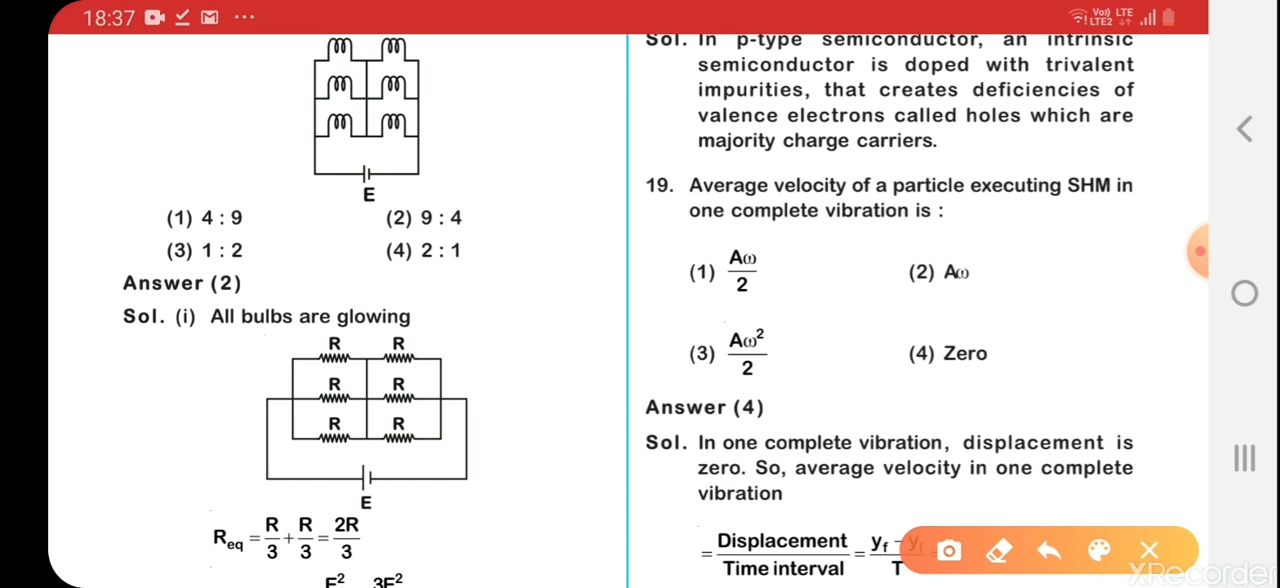 18:37
Vo)) LTE
LTE2
E
(1) 4 : 9 (2) 9 : 4
(3) 1 : 2 (4) 2 : 1
Answer (2)
Sol. (i) All bulbs are glowing
R R
R R
R R
E
Req = R/3 + R/3 = 2R/3
E² 3E²
Sol. In p-type semiconductor, an intrinsic
semiconductor is doped with trivalent
impurities, that creates deficiencies of
valence electrons called holes which are
majority charge carriers.
19. Average velocity of a particle executing SHM in
one complete vibration is :
(1) Aω/2 (2) Aω
(3) Aω²/2 (4) Zero
Answer (4)
Sol. In one complete vibration, displacement is
zero. So, average velocity in one complete
vibration
= Displacement/Time interval = yf - yi/T
XRecorder